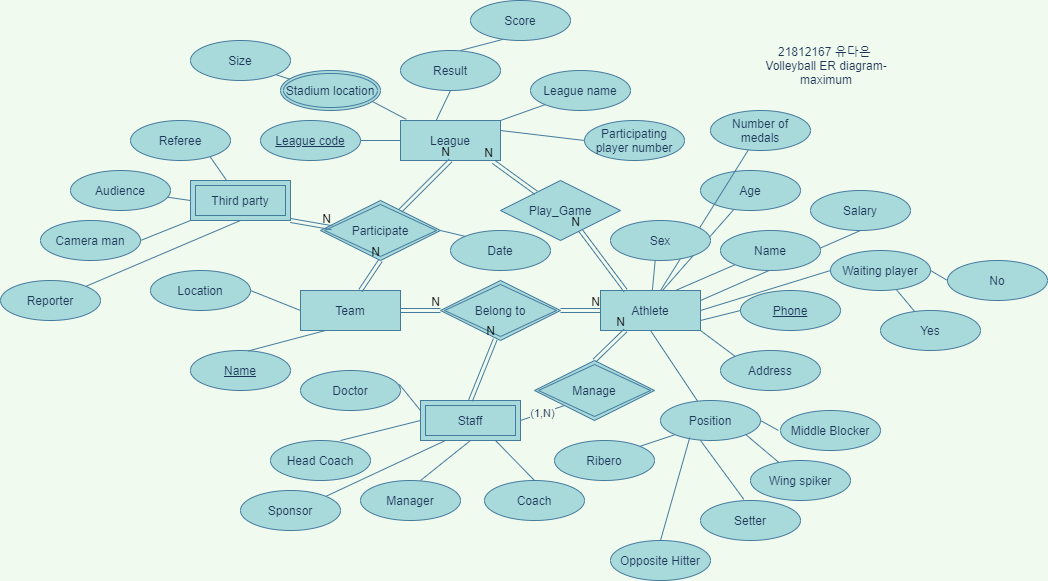 Score
21812167 유다은
Volleyball ER diagram-
maximum
Size
Result
Stadium location
League name
Number of
medals
Referee
League code
League
Participating
player number
N
N
Audience
Third party
Age
Play_Game
Salary
N
N
Camera man
Participate
Sex
Date
Name
N
Location
Waiting player
No
Reporter
Team
N
Belong to
N
Athlete
Phone
N
N
Yes
Name
Doctor
Manage
Address
(1,N)
Staff
Position
Middle Blocker
Head Coach
Ribero
Wing spiker
Sponsor
Manager
Coach
Setter
Opposite Hitter